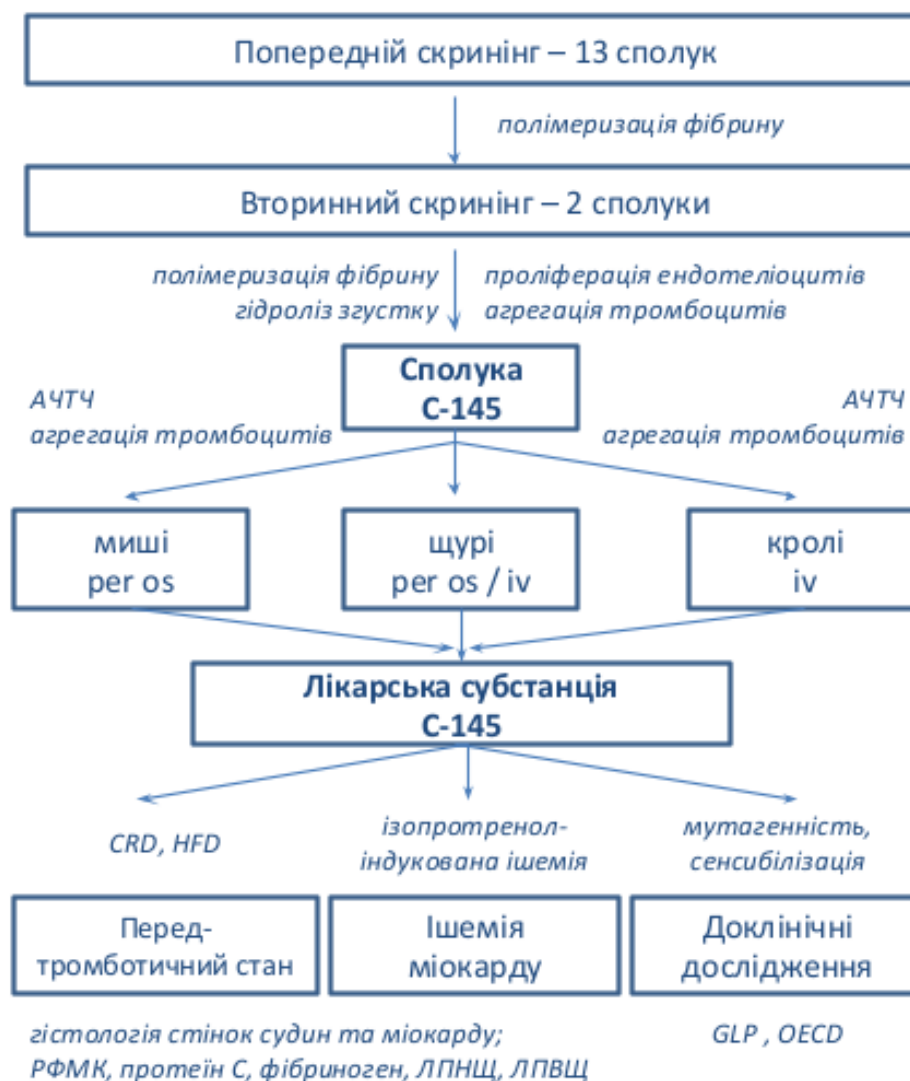 Попередній скринінг – 13 сполук
полімеризація фібрину
Вторинний скринінг – 2 сполуки
полімеризація фібрину
гідроліз згустку
проліферація ендотеліоцитів
агрегація тромбоцитів
Сполука
С-145
АЧТЧ
агрегація тромбоцитів
АЧТЧ
агрегація тромбоцитів
миші
per os
щурі
per os / iv
кролі
iv
Лікарська субстанція
С-145
CRD, HFD
ізопротренол-
індукована ішемія
мутагенність,
сенсибілізація
Перед-
тромботичний стан
Ішемія
міокарду
Доклінічні
дослідження
гістологія стінок судин та міокарду;
РФМК, протеїн С, фібриноген, ЛПНЩ, ЛПВЩ
GLP , OECD